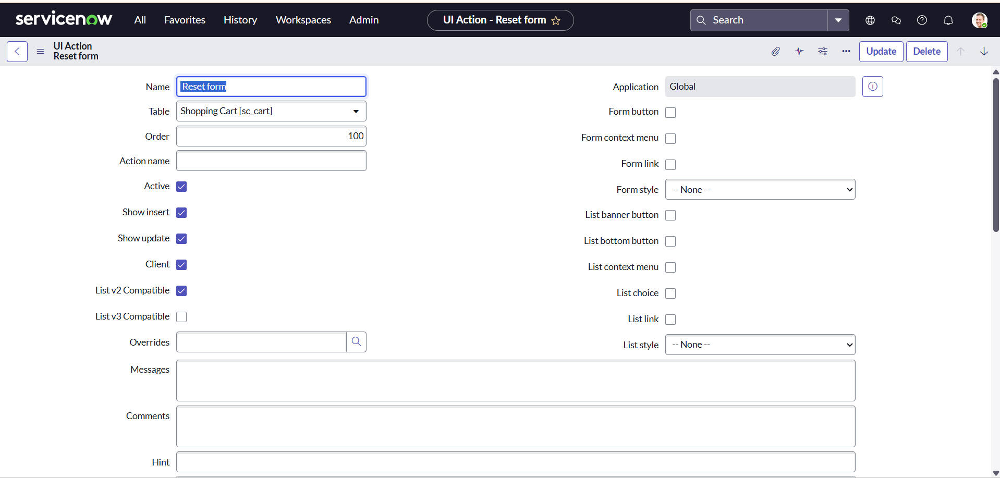 servicenow All Favorites History Workspaces Admin UI Action - Reset form Search
UI Action
Reset form
Update Delete
Name Reset form
Application Global
Table Shopping Cart [sc_cart]
Form button
Order 100
Form context menu
Action name
Form link
Active
Form style -- None --
Show insert
List banner button
Show update
List bottom button
Client
List context menu
List v2 Compatible
List choice
List v3 Compatible
List link
Overrides
List style -- None --
Messages
Comments
Hint